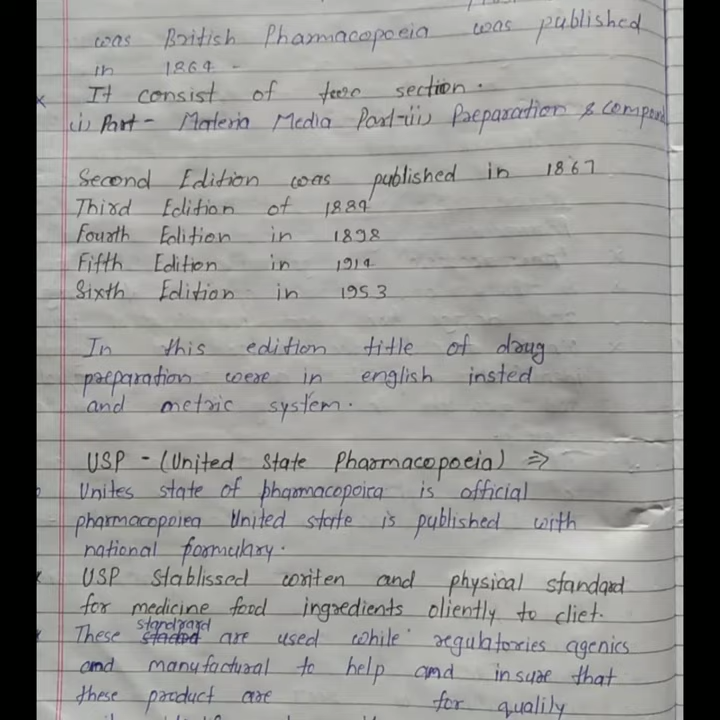 was British Pharmacopoeia was published
in 1864 -
It consist of two section.
(i) Part - Materia Media Part-(ii) Preparation & compound
Second Edition was published in 1867
Third Edition of 1884
Fourth Edition in 1898
Fifth Edition in 1914
Sixth Edition in 1953
In this edition title of drug
preparation were in english insted
and metric system.
USP - (United State Pharmacopoeia) ⇒
Unites state of pharmacopoica is official
pharmacopoiea United state is published with
national formulary.
USP stablissed writen and physical standard
for medicine food ingredients oliently to cliet.
These standrard are used while regulatories agenics
and manufactural to help and insure that
these product are for quality